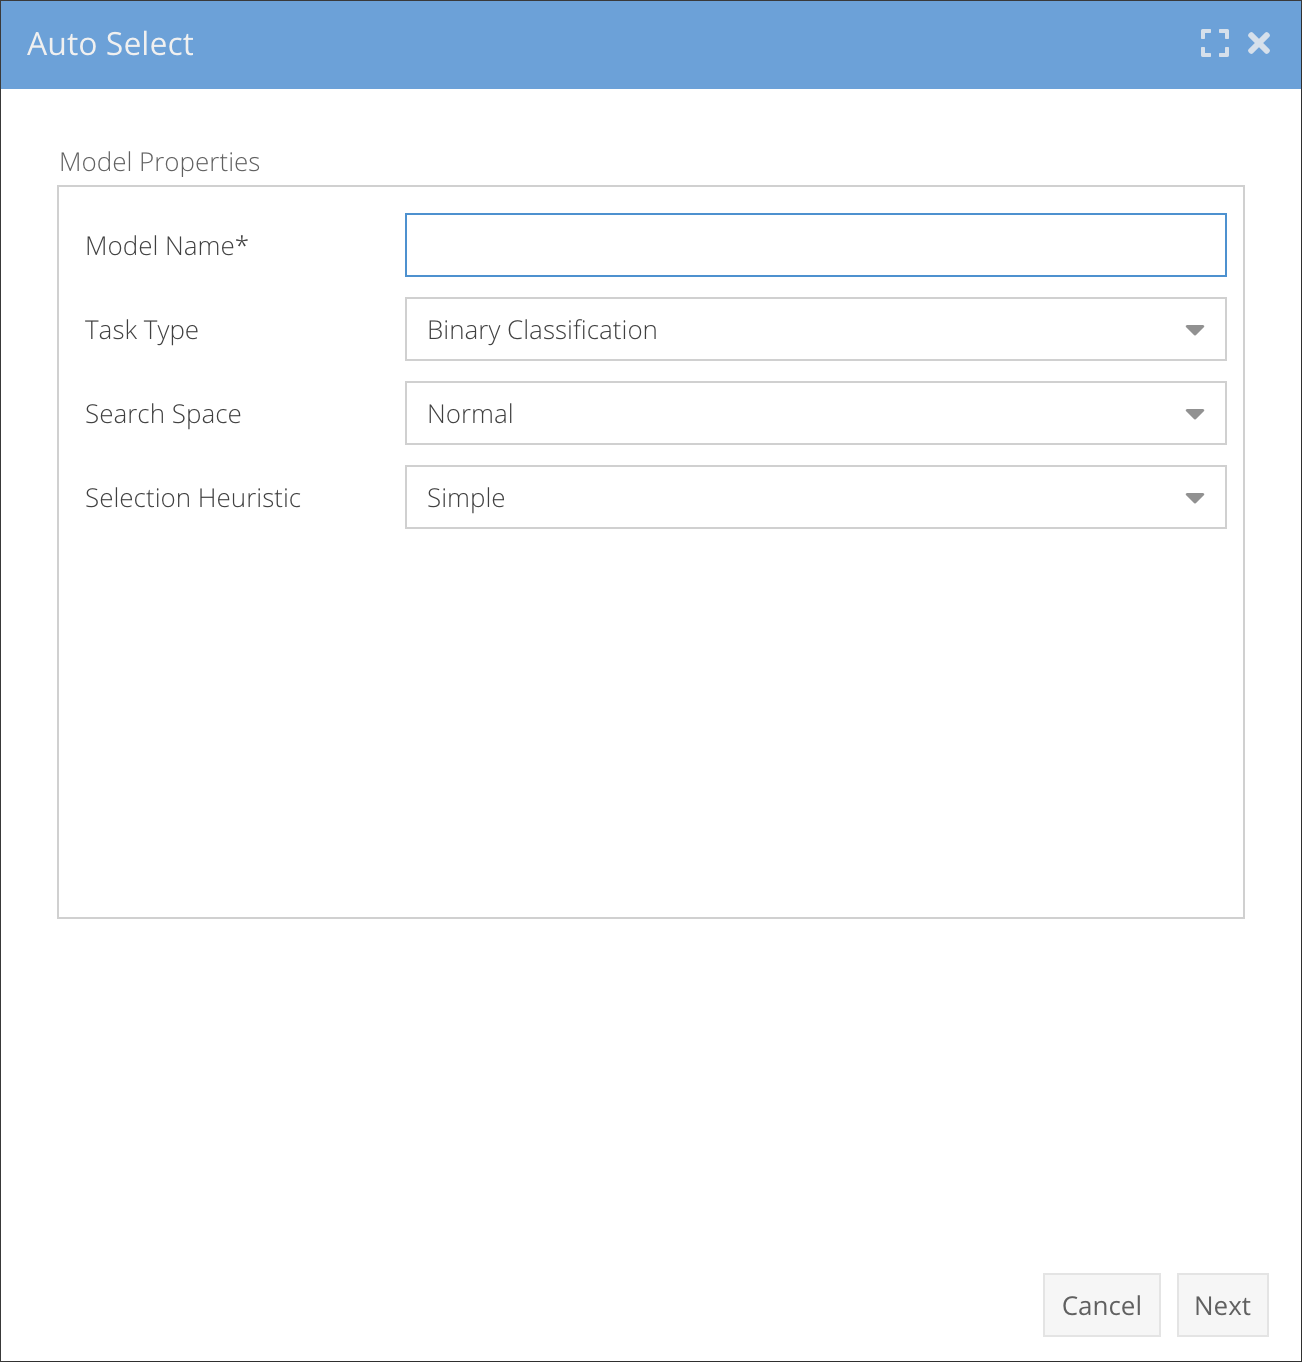 Auto Select
Model Properties
Model Name*
Task Type Binary Classification
Search Space Normal
Selection Heuristic Simple
Cancel Next